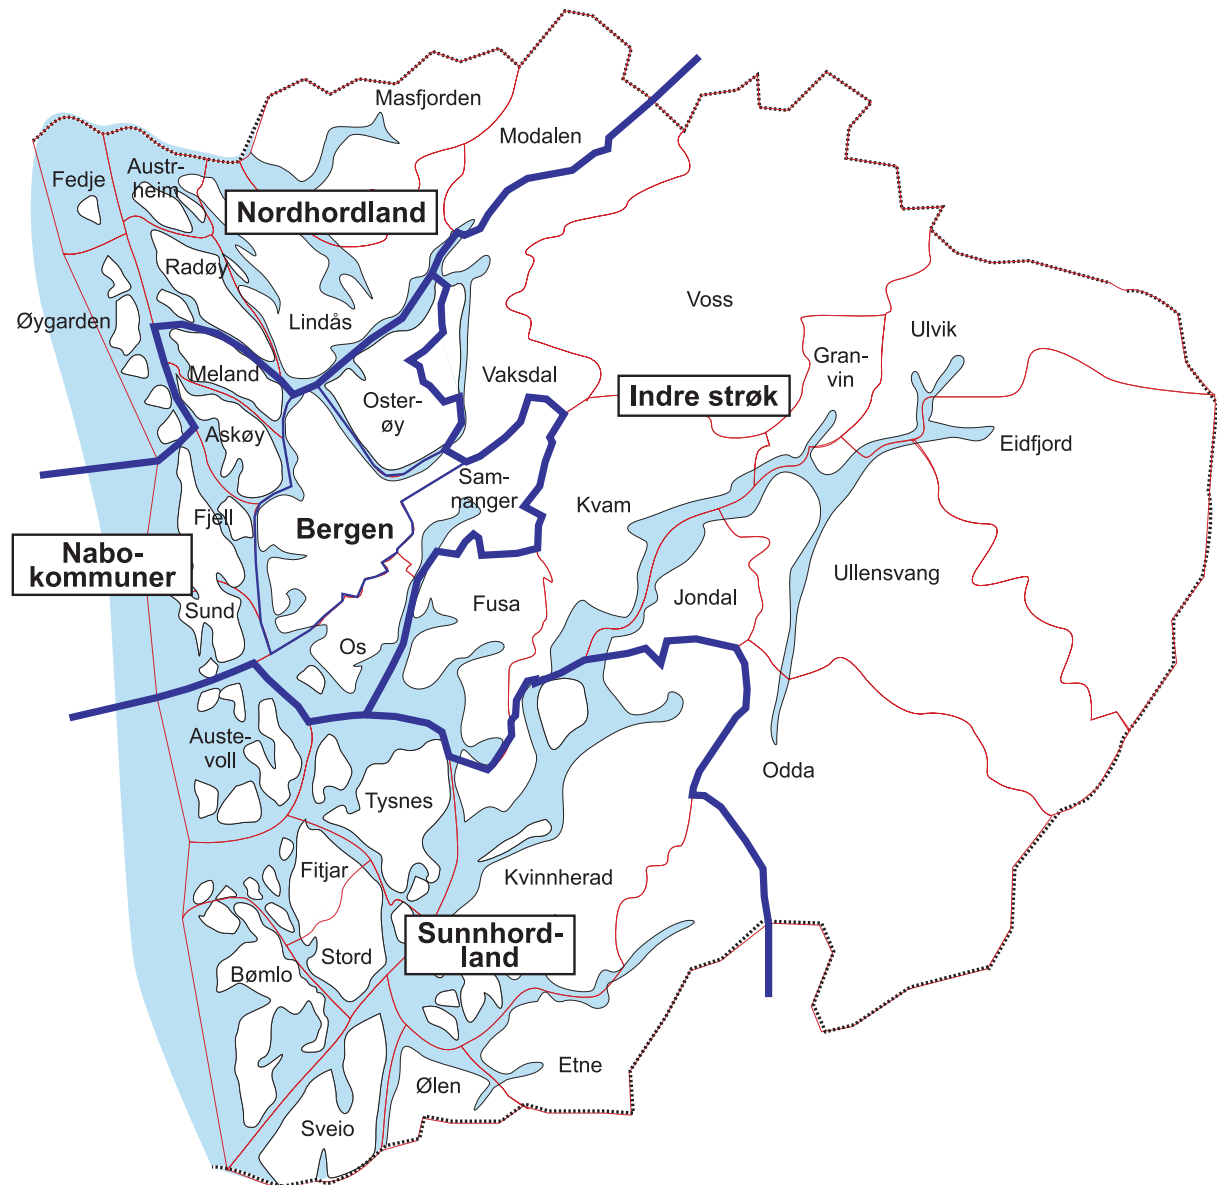 Masfjorden
Modalen
Fedje
Austr-
heim
Nordhordland
Radøy
Øygarden
Lindås
Voss
Ulvik
Gran-
vin
Meland
Vaksdal
Indre strøk
Oster-
øy
Askøy
Eidfjord
Sam-
nanger
Kvam
Fjell
Bergen
Nabo-
kommuner
Ullensvang
Sund
Fusa
Jondal
Os
Auste-
voll
Odda
Tysnes
Fitjar
Kvinnherad
Sunnhord-
land
Stord
Bømlo
Etne
Ølen
Sveio